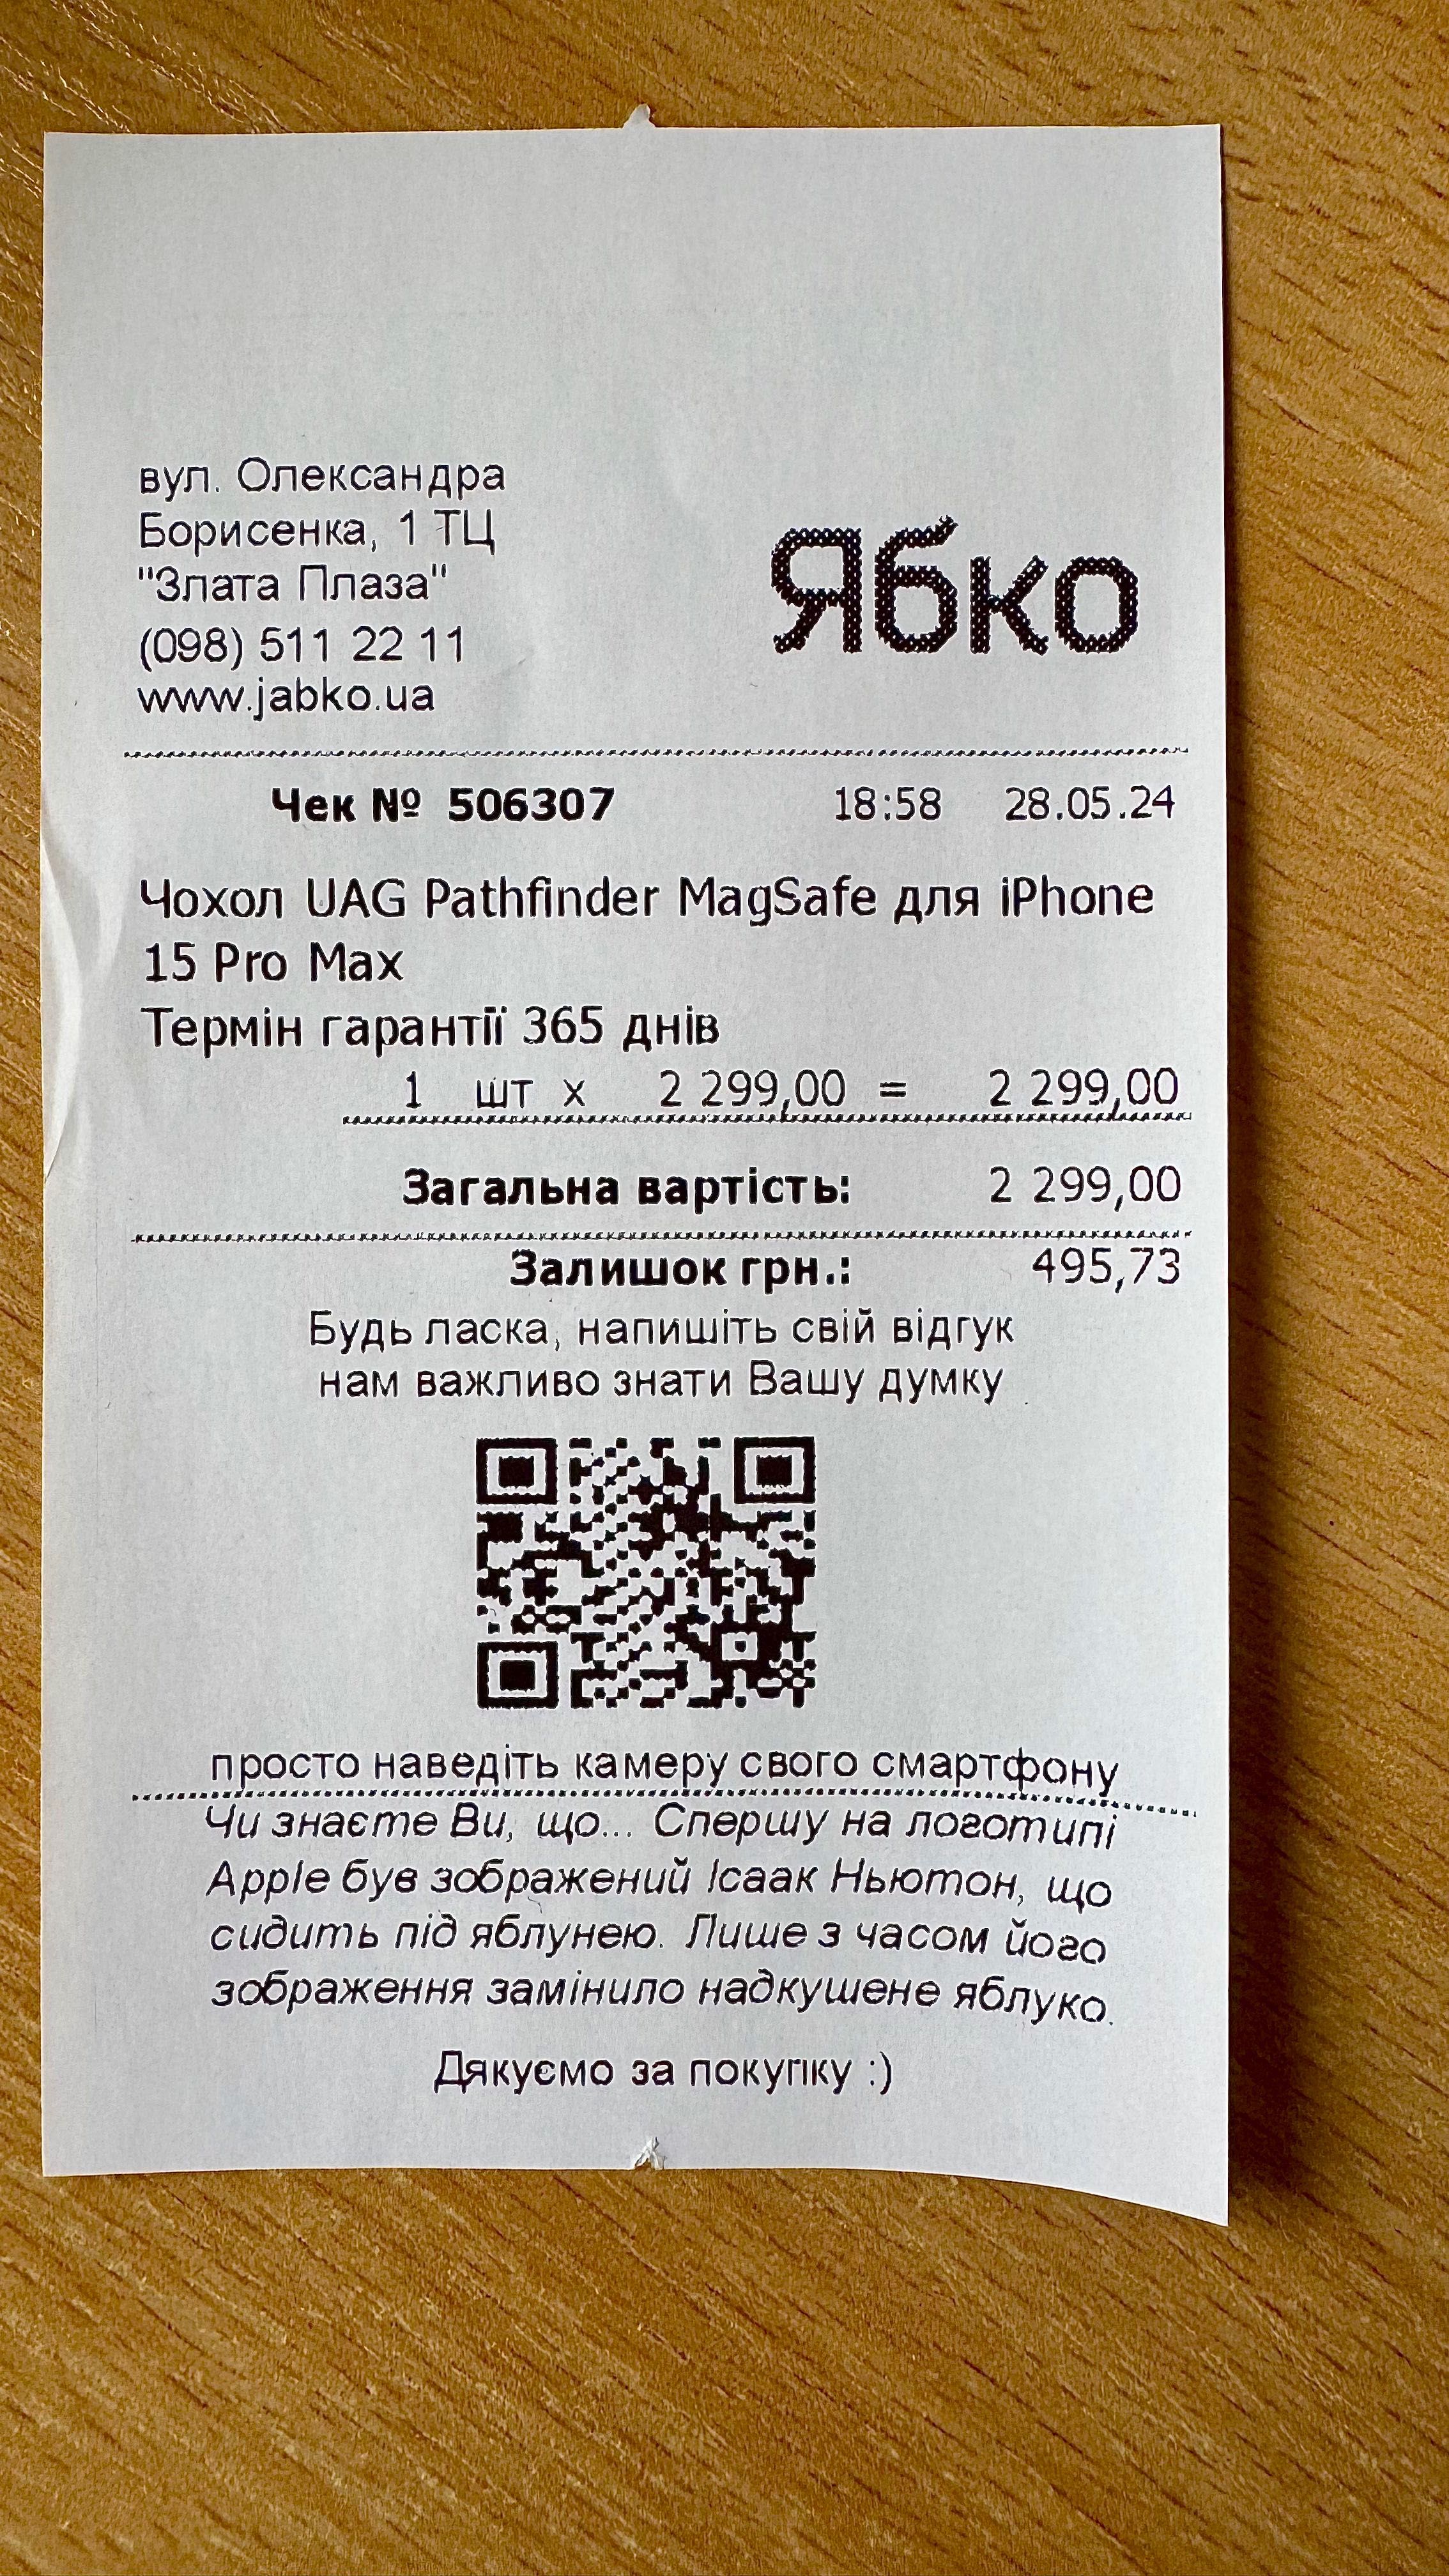 вул. Олександра
Борисенка, 1 ТЦ
"Злата Плаза"
(098) 511 22 11
www.jabko.ua
Ябко
Чек № 506307 18:58 28.05.24
Чохол UAG Pathfinder MagSafe для iPhone
15 Pro Max
Термін гарантії 365 днів
1 шт х 2 299,00 = 2 299,00
Загальна вартість: 2 299,00
Залишок грн.: 495,73
Будь ласка, напишіть свій відгук
нам важливо знати Вашу думку
просто наведіть камеру свого смартфону
Чи знаєте Ви, що... Спершу на логотипі
Apple був зображений Ісаак Ньютон, що
сидить під яблунею. Лише з часом його
зображення замінило надкушене яблуко.
Дякуємо за покупку :)